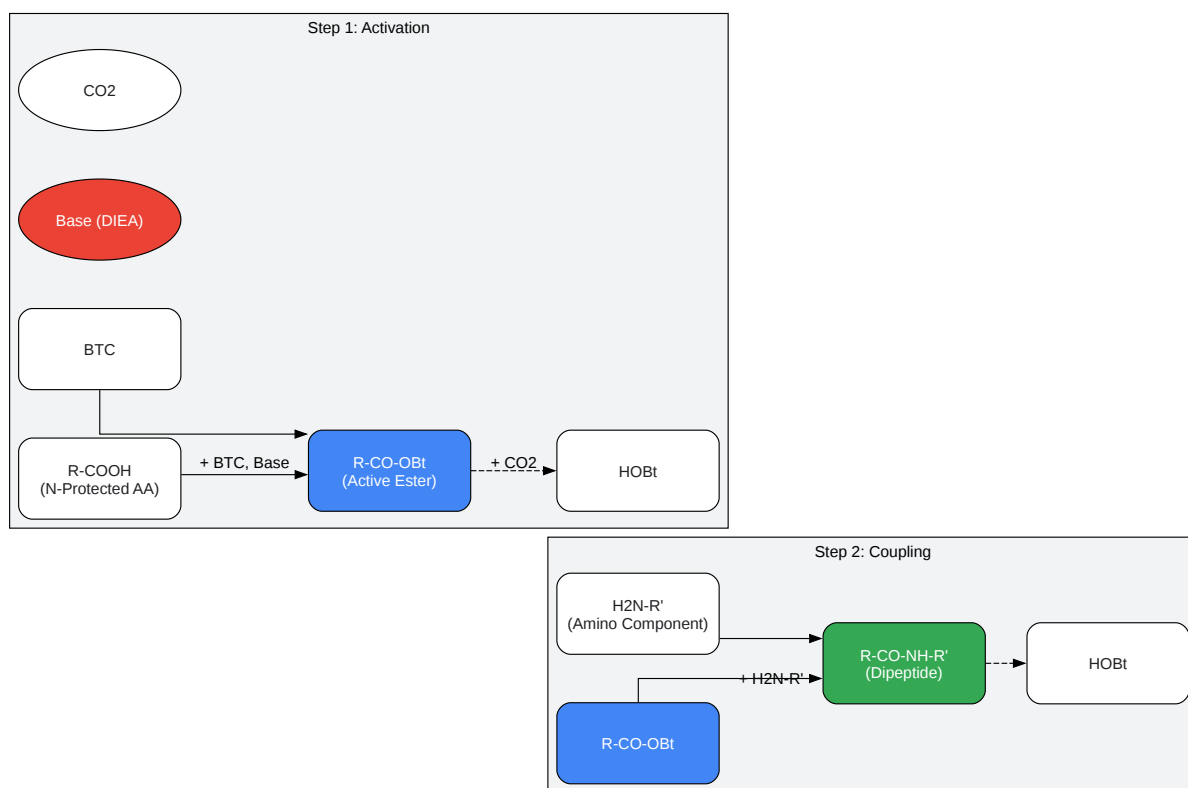 Step 1: Activation
CO2
Base (DIEA)
BTC
R-COOH
(N-Protected AA)
+ BTC, Base
R-CO-OBt
(Active Ester)
+ CO2
HOBt
Step 2: Coupling
H2N-R'
(Amino Component)
+ H2N-R'
R-CO-NH-R'
(Dipeptide)
HOBt
R-CO-OBt